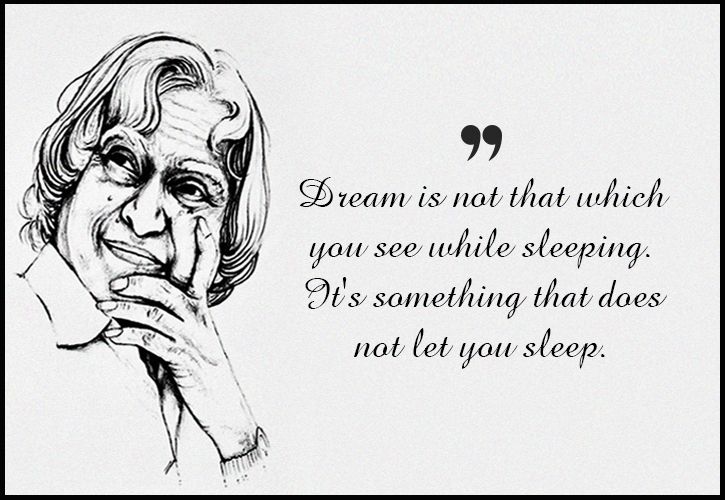 ”
Dream is not that which
you see while sleeping.
It's something that does
not let you sleep.